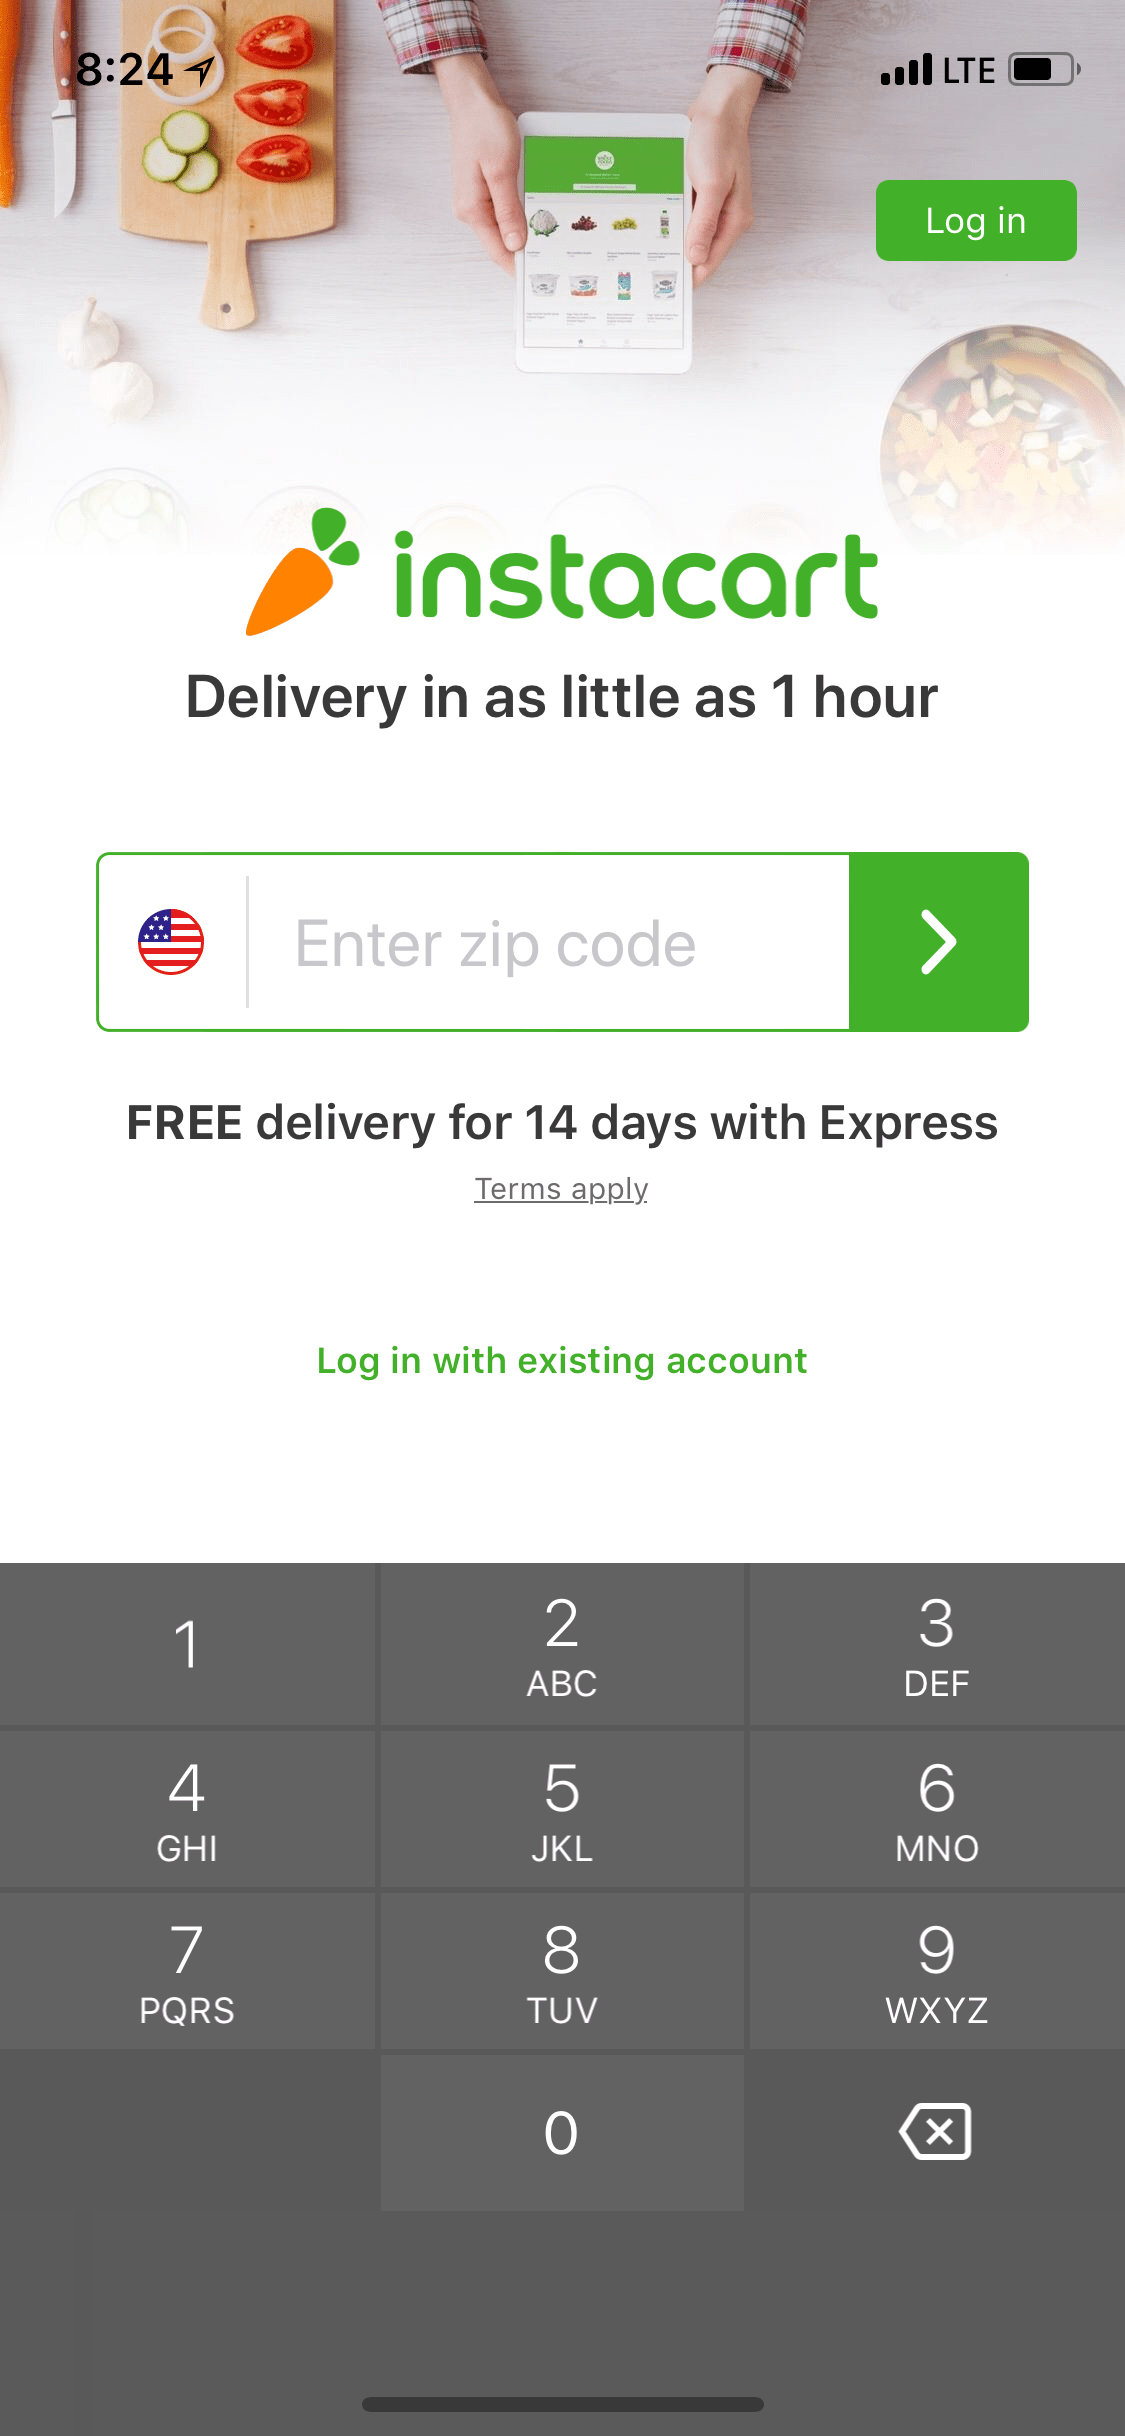 8:24
LTE
Log in
instacart
Delivery in as little as 1 hour
Enter zip code
FREE delivery for 14 days with Express
Terms apply
Log in with existing account
1
2
ABC
3
DEF
4
GHI
5
JKL
6
MNO
7
PQRS
8
TUV
9
WXYZ
0